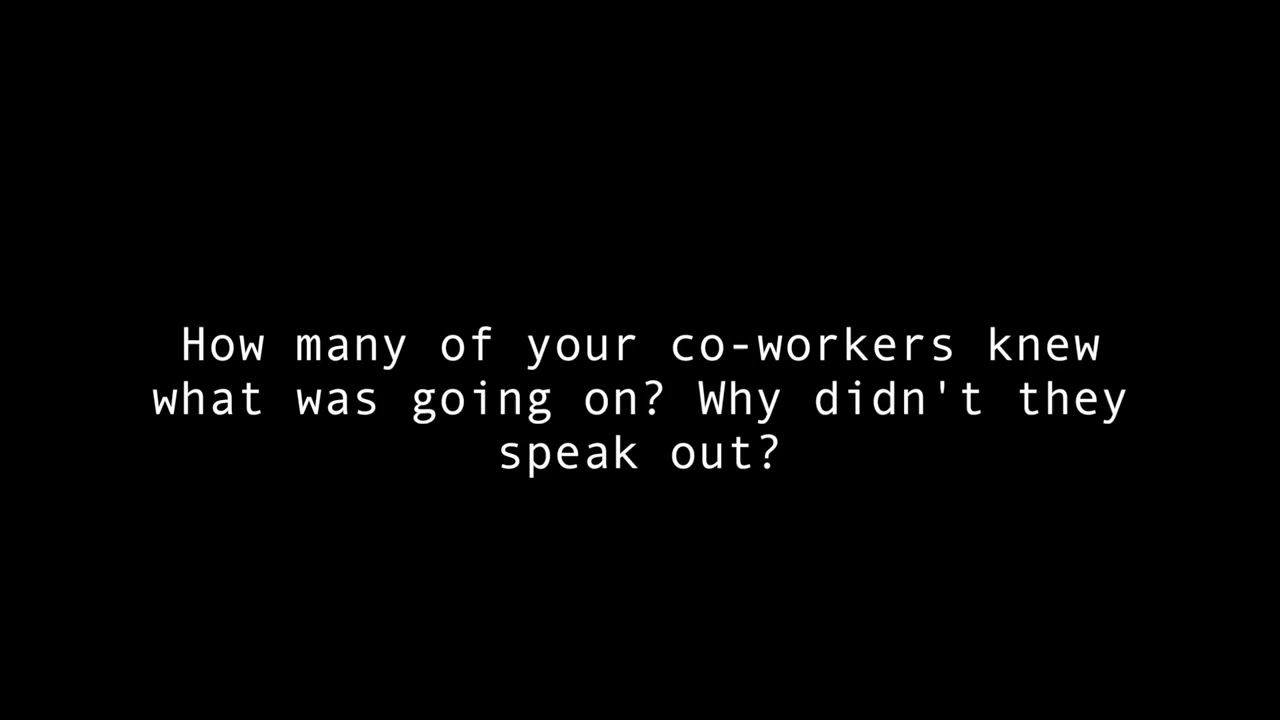 How many of your co-workers knew
what was going on? Why didn't they
speak out?